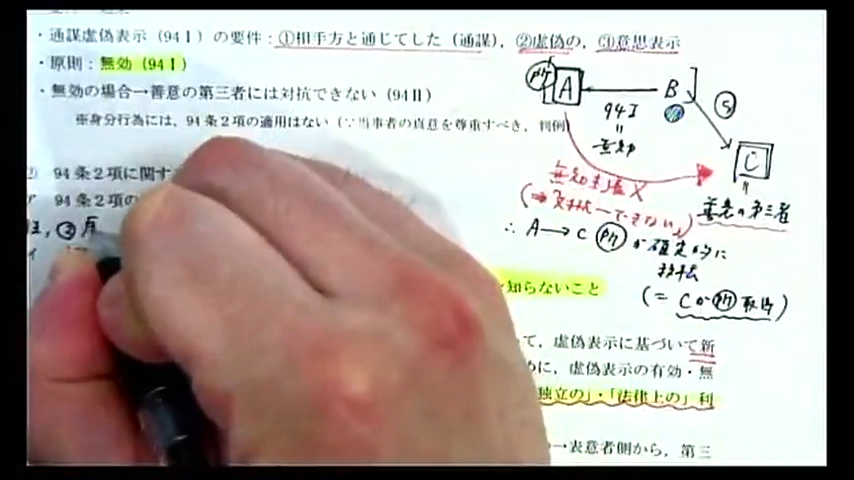 ・通謀虚偽表示（94Ⅰ）の要件：①相手方と通じてした（通謀），②虚偽の，③意思表示
・原則：無効（94Ⅰ）
・無効の場合→善意の第三者には対抗できない（94Ⅱ）
※身分行為には，94条2項の適用はない（∵当事者の真意を尊重すべき，判例）
A
B
94Ⅰ
=
無効
C
=
善意の第三者
無効主張×
(⇒対抗できない)
∴ A→C 所が確定的に
移転
(= Cが所取得)
94条2項に関す
ア 94条2項の
イ
を知らないこと
て，虚偽表示に基づいて新
めに，虚偽表示の有効・無
独立の」・「法律上の」利
→表意者側から，第三